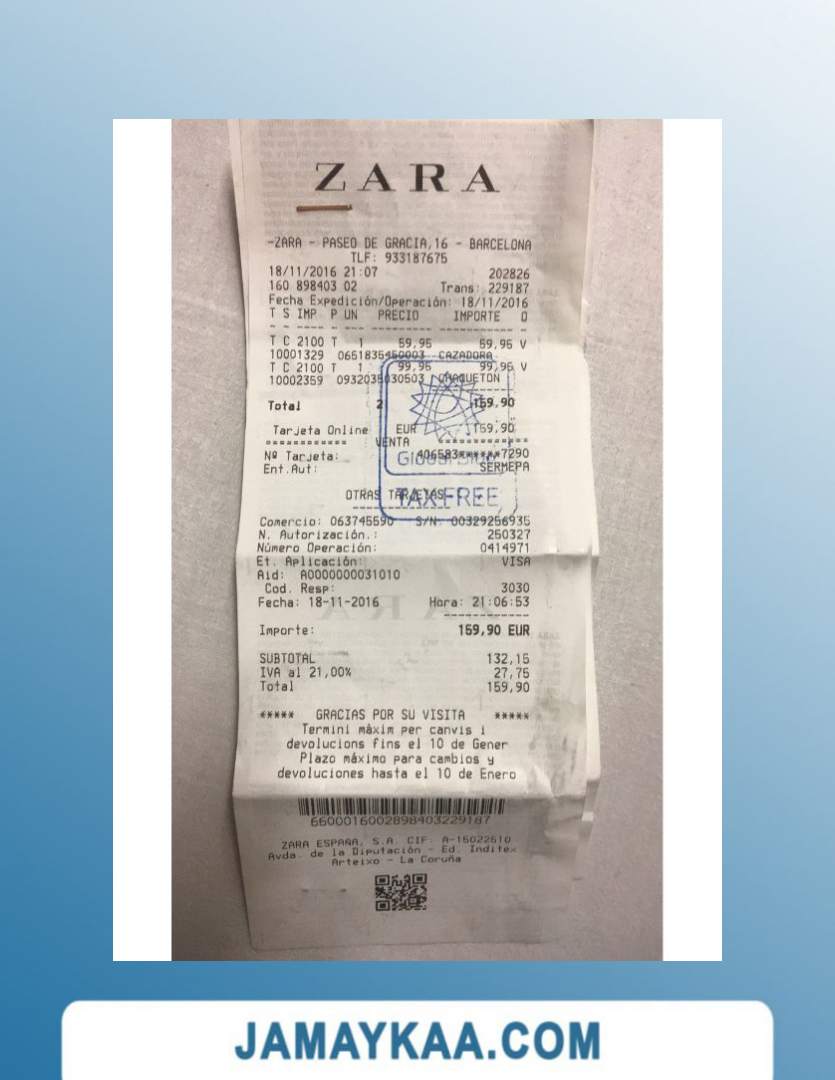 ZARA
-ZARA - PASEO DE GRACIA,16 - BARCELONA
TLF: 933187675
18/11/2016 21:07 202826
160 898403 02 Trans: 229187
Fecha Expedición/Operación: 18/11/2016
T S IMP P UN PRECIO IMPORTE D
T C 2100 T 1 59,95 59,95 V
10001329 CAZADORA
T C 2100 T 1 99,95 99,95 V
10002359 CHAQUETON
Total 2 159.90
Tarjeta Online EUR 159,90
************ VENTA *************
Nº Tarjeta: 406583******7290
Ent.Aut: SERMEPA
TAX FREE
OTRAS TARJETAS
Comercio: 063745590 S/N: 00329256935
N. Autorización.: 250327
Número Operación: 0414971
Et. Aplicación: VISA
Aid: A0000000031010
Cod. Resp: 3030
Fecha: 18-11-2016 Hora: 21:06:53
Importe: 159,90 EUR
SUBTOTAL 132,15
IVA al 21,00% 27,75
Total 159,90
***** GRACIAS POR SU VISITA *****
Termini màxim per canvis i
devolucions fins el 10 de Gener
Plazo máximo para cambios y
devoluciones hasta el 10 de Enero
6600016002898403229187
ZARA ESPAÑA, S.A. CIF: A-15022510
Avda. de la Diputación - Ed. Inditex
Arteixo - La Coruña
JAMAYKAA.COM